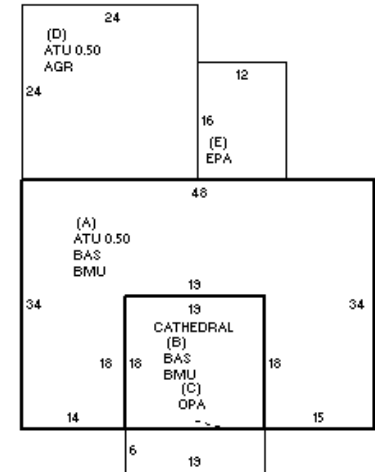 24
(D)
ATU 0.50
AGR
24
12
16
(E)
EPA
48
(A)
ATU 0.50
BAS
BMU
34
34
19
19
CATHEDRAL
(B)
BAS
BMU
(C)
OPA
18
18
18
14
15
6
19